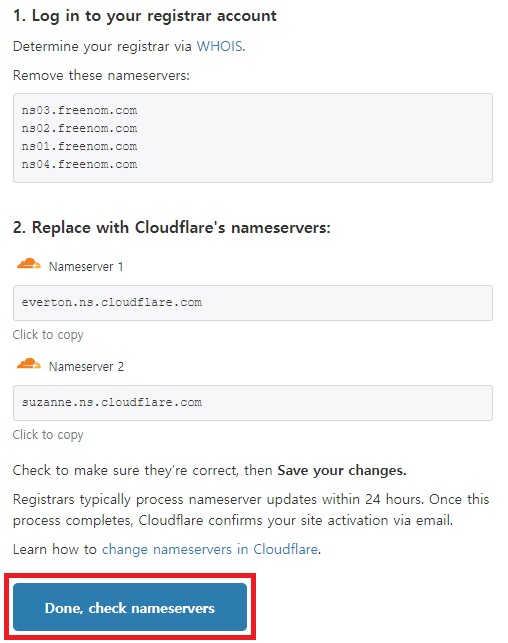 1. Log in to your registrar account
Determine your registrar via WHOIS.
Remove these nameservers:
ns03.freenom.com
ns02.freenom.com
ns01.freenom.com
ns04.freenom.com
2. Replace with Cloudflare's nameservers:
Nameserver 1
everton.ns.cloudflare.com
Click to copy
Nameserver 2
suzanne.ns.cloudflare.com
Click to copy
Check to make sure they're correct, then Save your changes.
Registrars typically process nameserver updates within 24 hours. Once this
process completes, Cloudflare confirms your site activation via email.
Learn how to change nameservers in Cloudflare.
Done, check nameservers